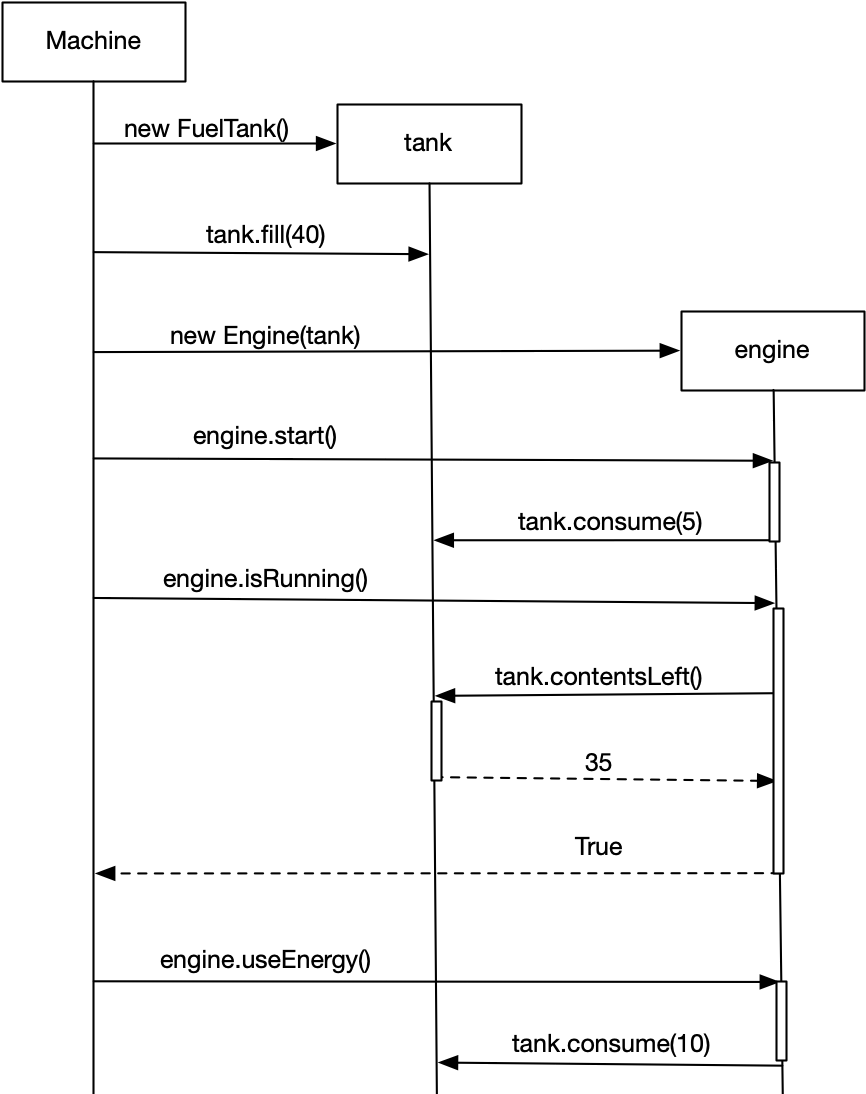 Machine
new FuelTank()
tank
tank.fill(40)
new Engine(tank)
engine
engine.start()
tank.consume(5)
engine.isRunning()
tank.contentsLeft()
35
True
engine.useEnergy()
tank.consume(10)